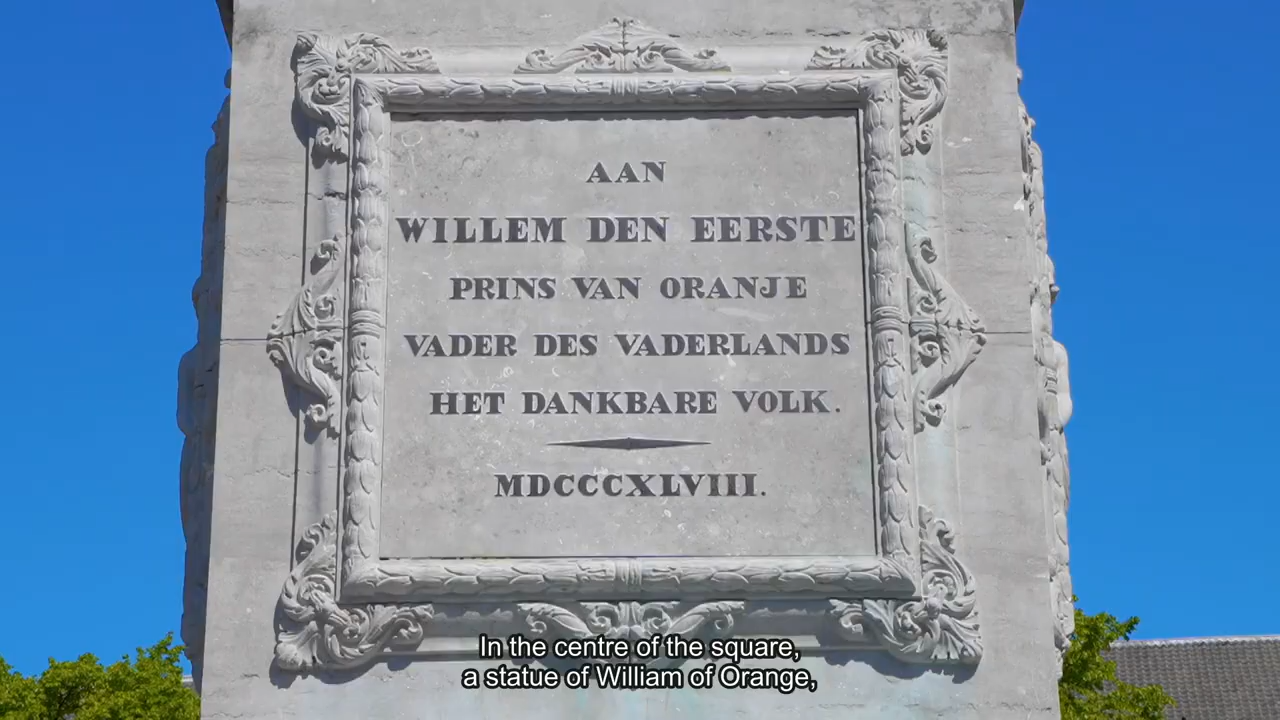 AAN
WILLEM DEN EERSTE
PRINS VAN ORANJE
VADER DES VADERLANDS
HET DANKBARE VOLK.
MDCCCXLVIII.
In the centre of the square,
a statue of William of Orange,